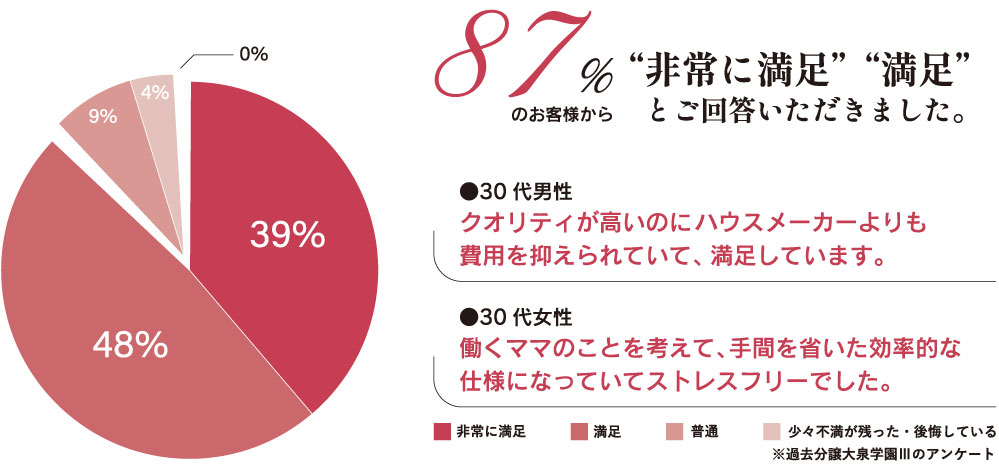 0%
4%
9%
39%
48%
87%
のお客様から
“非常に満足” “満足”
とご回答いただきました。
●30代男性
クオリティが高いのにハウスメーカーよりも
費用を抑えられていて、満足しています。
●30代女性
働くママのことを考えて、手間を省いた効率的な
仕様になっていてストレスフリーでした。
非常に満足 満足 普通 少々不満が残った・後悔している
※過去分譲大泉学園Ⅲのアンケート